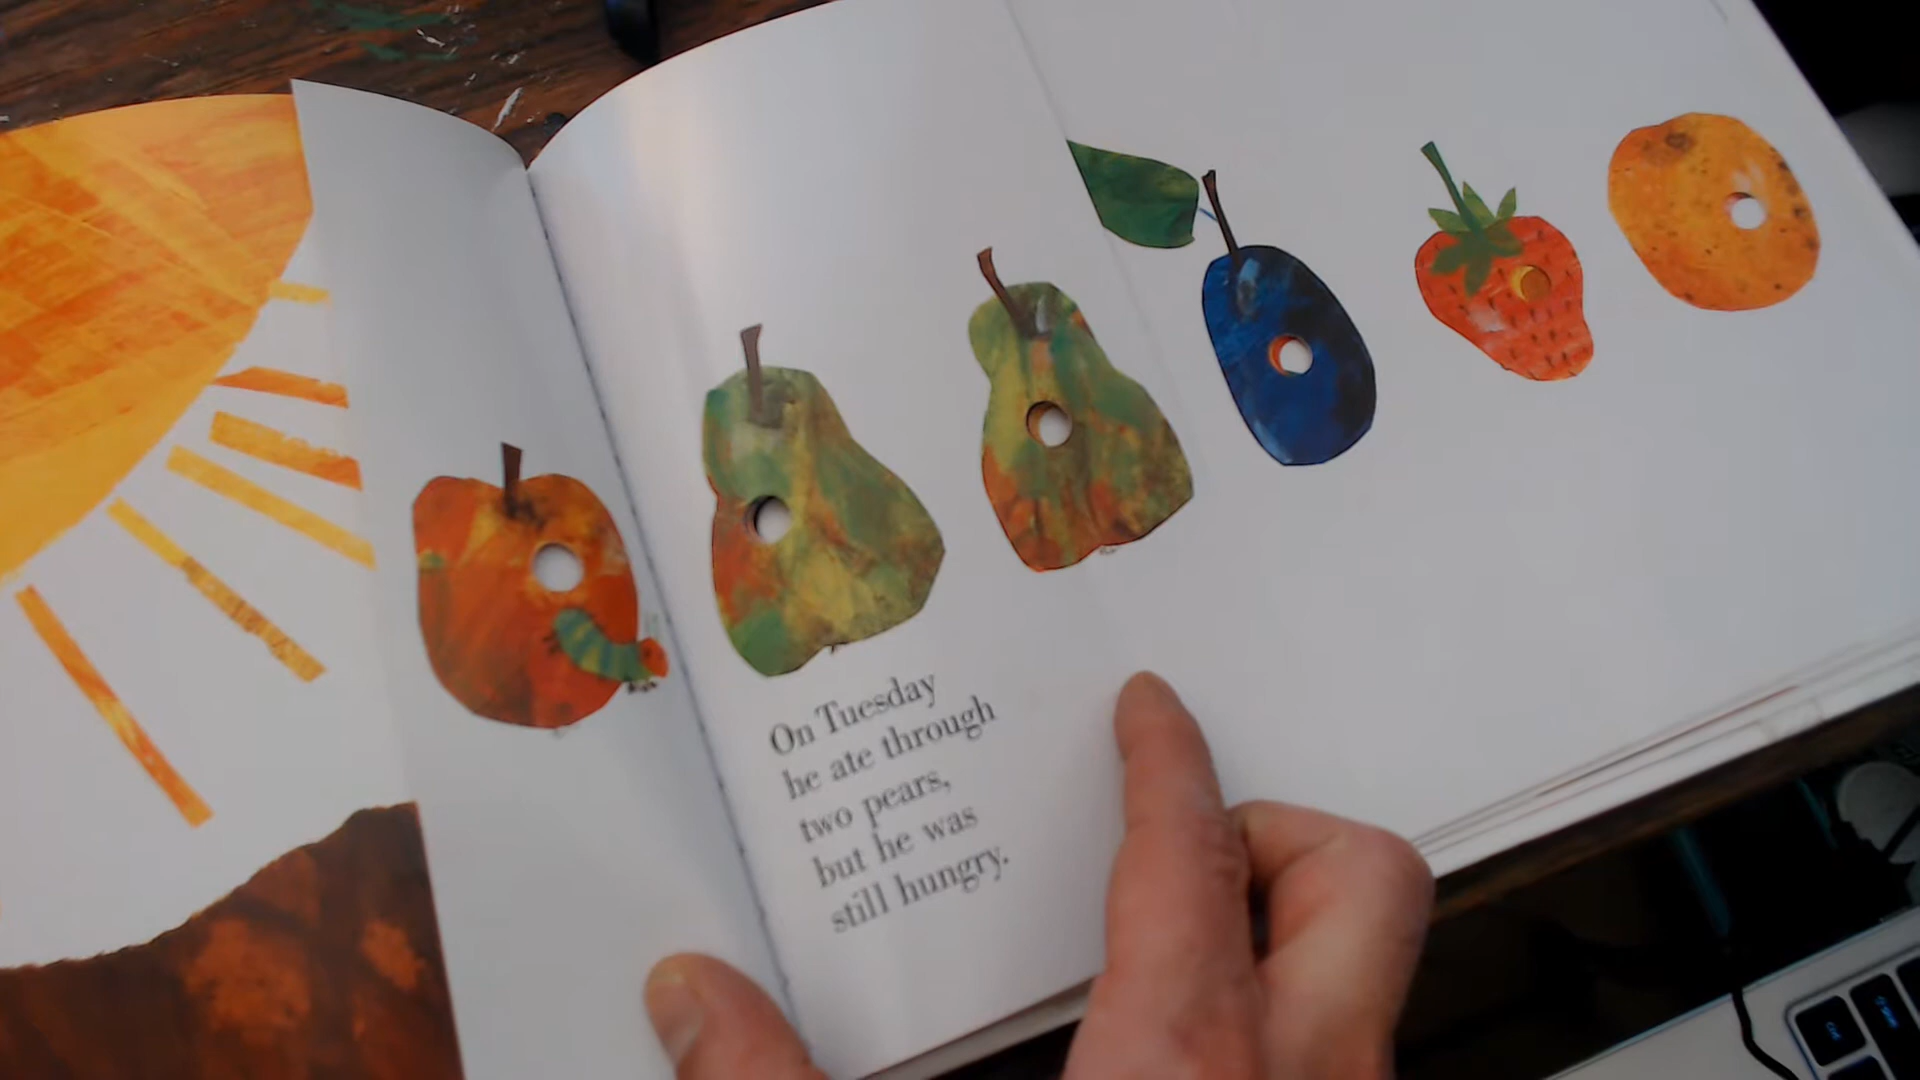 On Tuesday
he ate through
two pears,
but he was
still hungry.